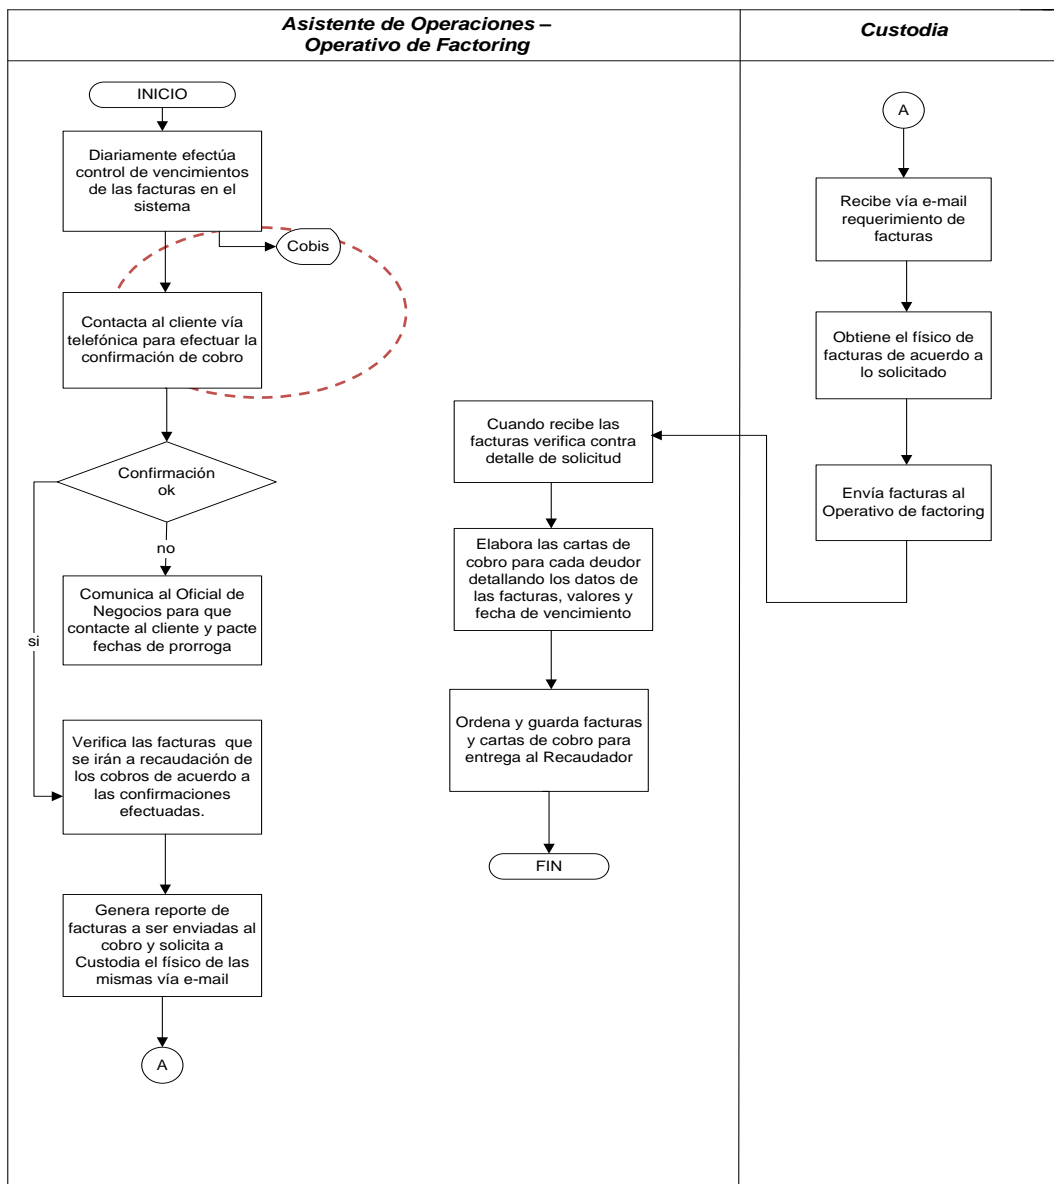 Asistente de Operaciones –
Operativo de Factoring
Custodia
INICIO
Diariamente efectúa
control de vencimientos
de las facturas en el
sistema
Cobis
Contacta al cliente vía
telefónica para efectuar la
confirmación de cobro
Confirmación
ok
no
si
Comunica al Oficial de
Negocios para que
contacte al cliente y pacte
fechas de prorroga
Verifica las facturas que
se irán a recaudación de
los cobros de acuerdo a
las confirmaciones
efectuadas.
Genera reporte de
facturas a ser enviadas al
cobro y solicita a
Custodia el físico de las
mismas vía e-mail
A
A
Recibe vía e-mail
requerimiento de
facturas
Obtiene el físico de
facturas de acuerdo a
lo solicitado
Envía facturas al
Operativo de factoring
Cuando recibe las
facturas verifica contra
detalle de solicitud
Elabora las cartas de
cobro para cada deudor
detallando los datos de
las facturas, valores y
fecha de vencimiento
Ordena y guarda facturas
y cartas de cobro para
entrega al Recaudador
FIN